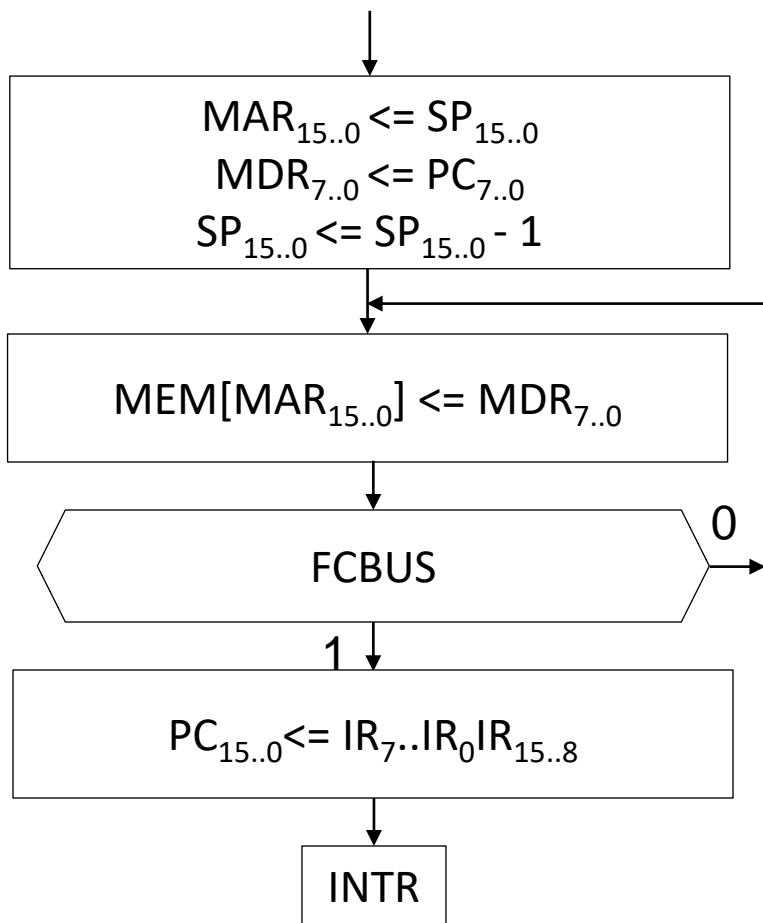 MAR15..0 <= SP15..0
MDR7..0 <= PC7..0
SP15..0 <= SP15..0 - 1
MEM[MAR15..0] <= MDR7..0
0
FCBUS
1
PC15..0<= IR7..IR0IR15..8
INTR